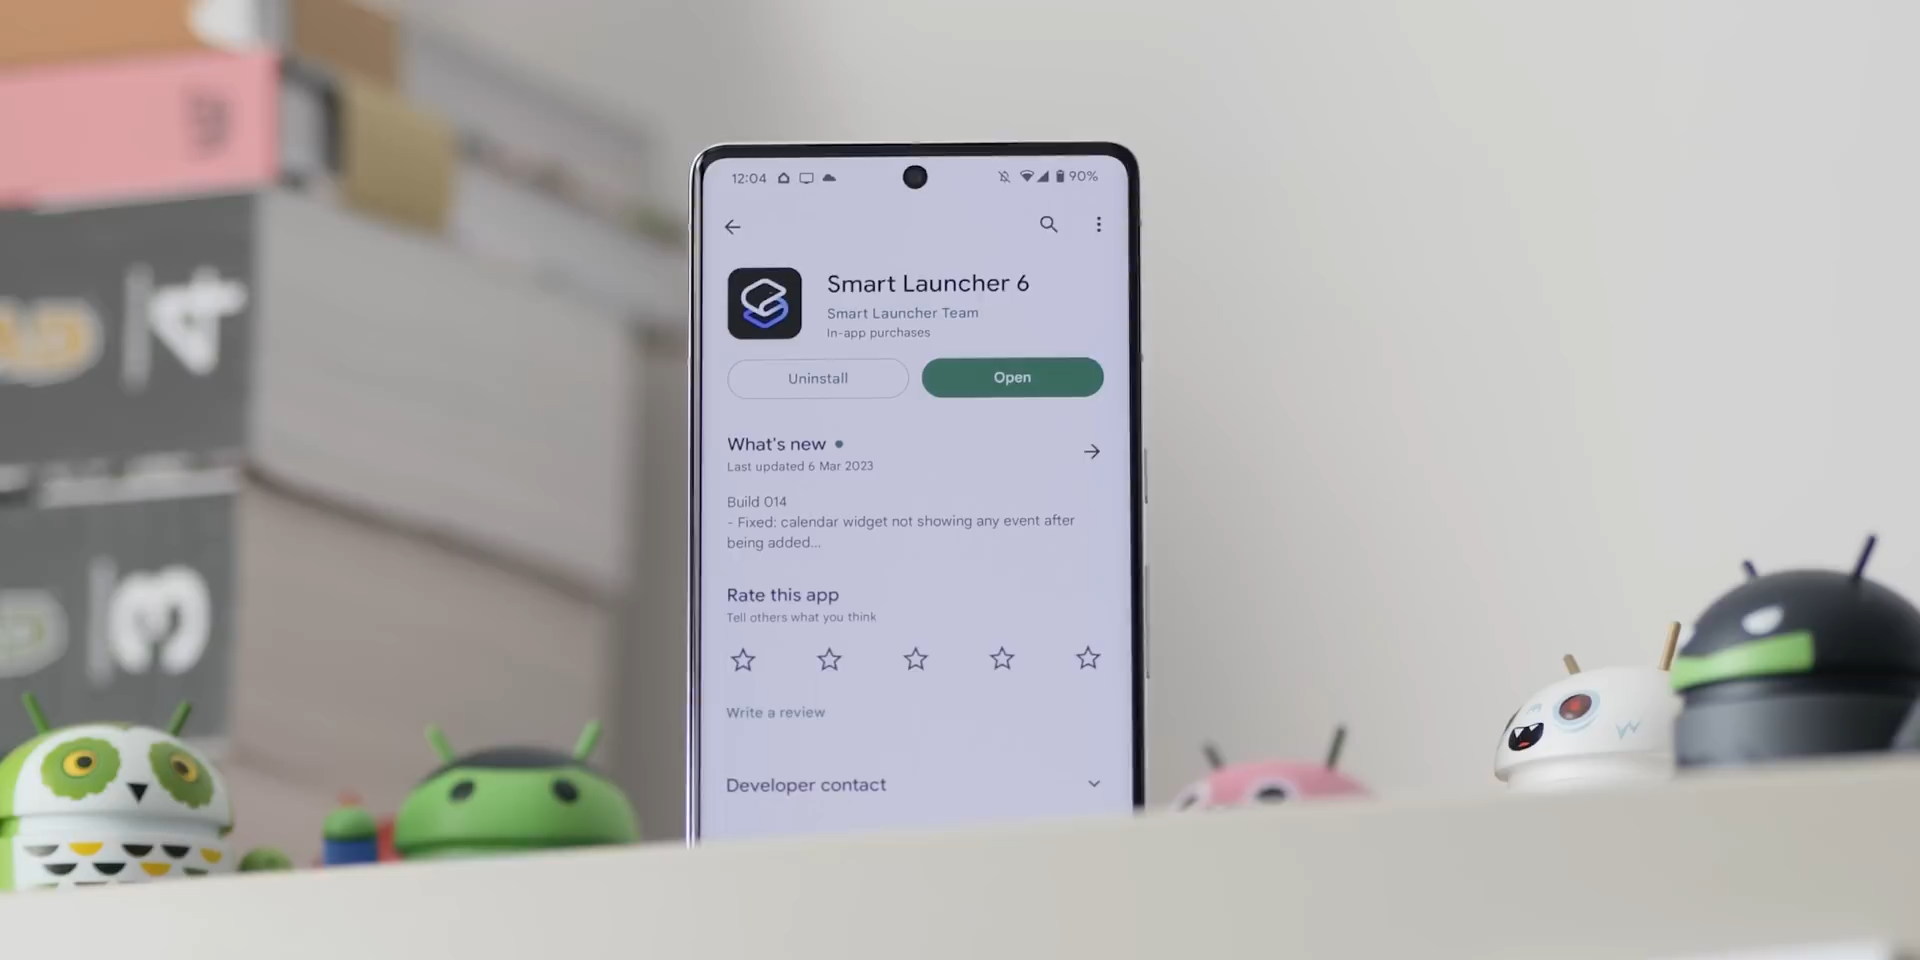 4
3
12:04
90%
Smart Launcher 6
Smart Launcher Team
In-app purchases
Uninstall
Open
What's new
Last updated 6 Mar 2023
Build 014
- Fixed: calendar widget not showing any event after
being added...
Rate this app
Tell others what you think
Write a review
Developer contact